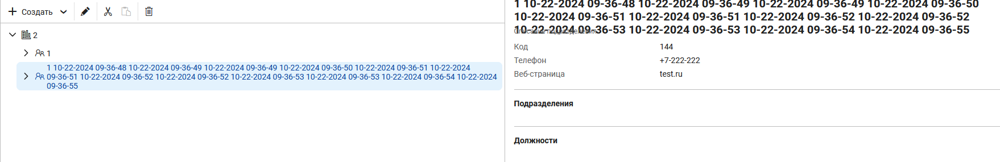 Создать
2
1
1 10-22-2024 09-36-48 10-22-2024 09-36-49 10-22-2024 09-36-49 10-22-2024 09-36-50 10-22-2024 09-36-51 10-22-2024
09-36-51 10-22-2024 09-36-52 10-22-2024 09-36-52 10-22-2024 09-36-53 10-22-2024 09-36-53 10-22-2024 09-36-54 10-22-2024
09-36-55
1 10-22-2024 09-36-48 10-22-2024 09-36-49 10-22-2024 09-36-49 10-22-2024 09-36-50
10-22-2024 09-36-51 10-22-2024 09-36-51 10-22-2024 09-36-52 10-22-2024 09-36-52
10-22-2024 09-36-53 10-22-2024 09-36-53 10-22-2024 09-36-54 10-22-2024 09-36-55
Описание подразделения
Код 144
Телефон +7-222-222
Веб-страница test.ru
Подразделения
Должности